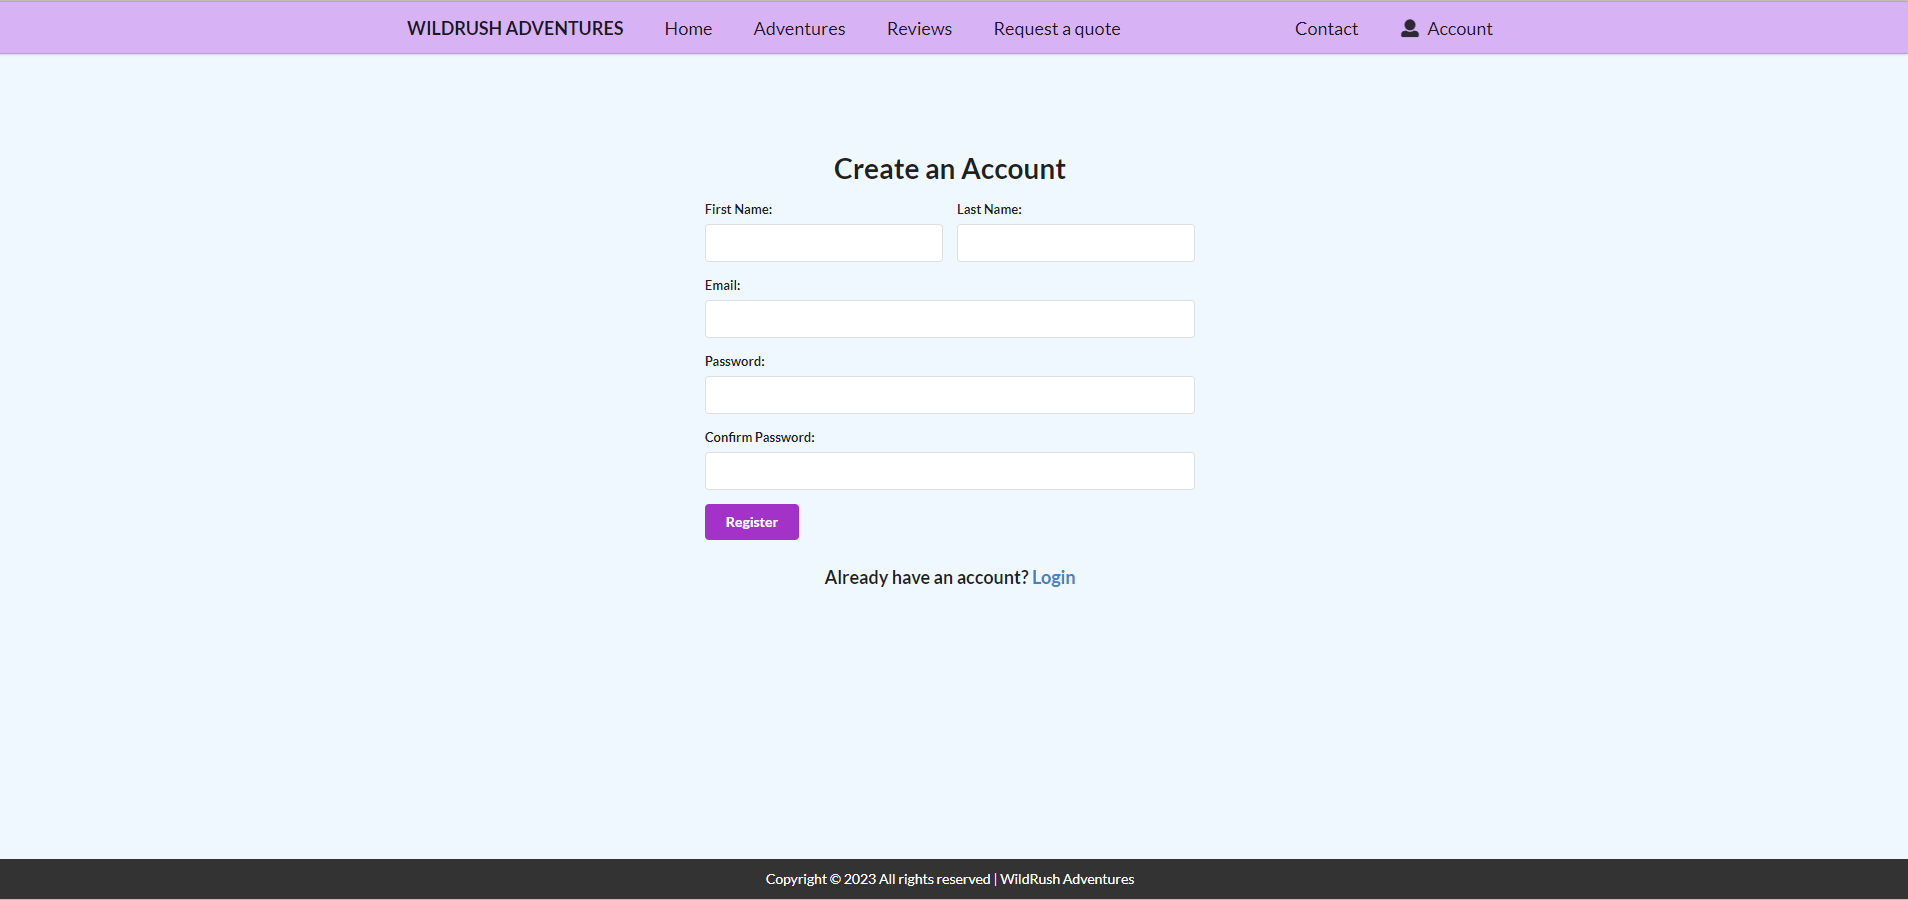 WILDRUSH ADVENTURES Home Adventures Reviews Request a quote Contact Account
Create an Account
First Name: Last Name:
Email:
Password:
Confirm Password:
Register
Already have an account? Login
Copyright © 2023 All rights reserved | WildRush Adventures